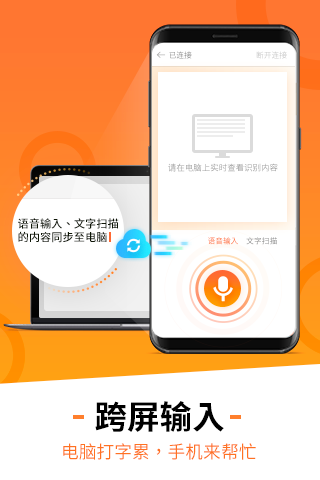 已连接
断开连接
请在电脑上实时查看识别内容
语音输入、文字扫描
的内容同步至电脑
语音输入
文字扫描
跨屏输入
电脑打字累，手机来帮忙